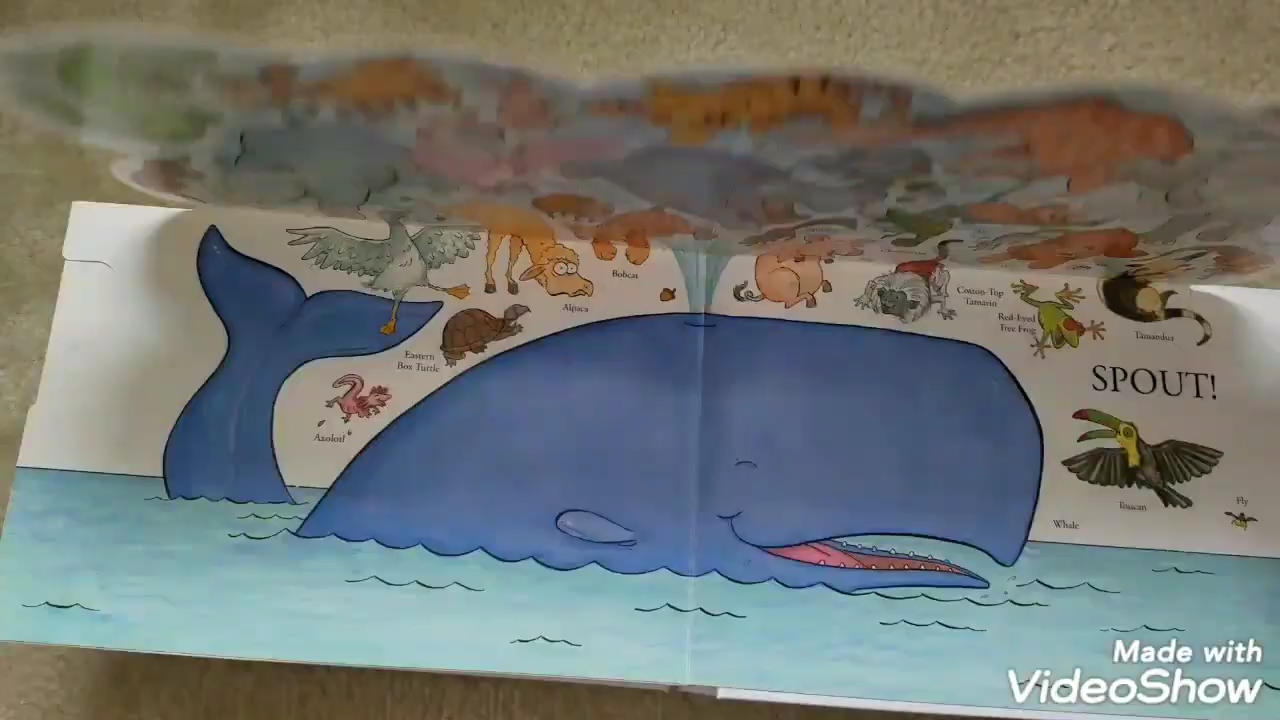 Bobcat
Alpaca
Cotton-Top
Tamarin
Red-Eyed
Tree Frog
Tamandua
Eastern
Box Turtle
SPOUT!
Axolotl
Toucan
Fly
Whale
Made with
VideoShow